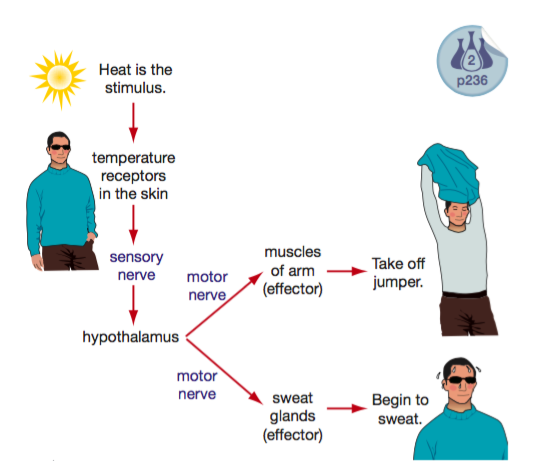 Heat is the
stimulus.
2
p236
temperature
receptors
in the skin
sensory
nerve
hypothalamus
motor
nerve
muscles
of arm
(effector)
Take off
jumper.
motor
nerve
sweat
glands
(effector)
Begin to
sweat.